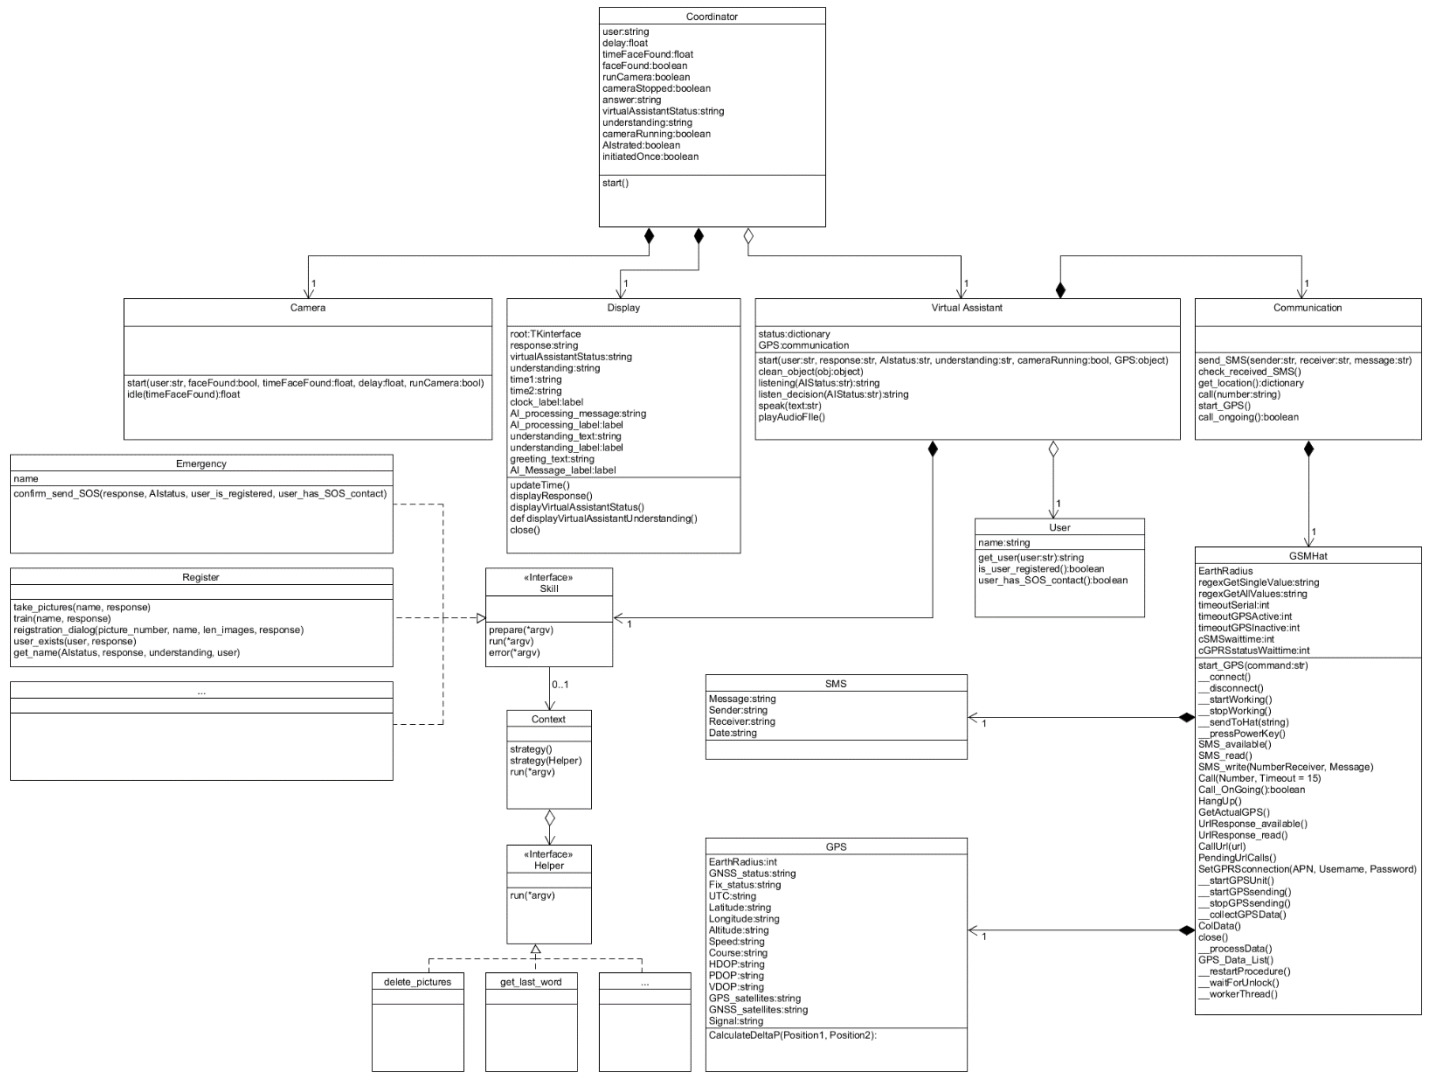 Coordinator
user:string
delay:float
timeFaceFound:float
faceFound:boolean
runCamera:boolean
cameraStopped:boolean
answer:string
virtualAssistantStatus:string
understanding:string
cameraRunning:boolean
AIstrated:boolean
initiatedOnce:boolean
start()
1
1
1
1
Camera
start(user:str, faceFound:bool, timeFaceFound:float, delay:float, runCamera:bool)
idle(timeFaceFound):float
Display
root:TKinterface
response:string
virtualAssistantStatus:string
understanding:string
time1:string
time2:string
clock_label:label
AI_processing_message:string
AI_processing_label:label
understanding_text:string
understanding_label:label
greeting_text:string
AI_Message_label:label
updateTime()
displayResponse()
displayVirtualAssistantStatus()
def displayVirtualAssistantUnderstanding()
close()
Virtual Assistant
status:dictionary
GPS:communication
start(user:str, response:str, AIstatus:str, understanding:str, cameraRunning:bool, GPS:object)
clean_object(obj:object)
listening(AIStatus:str):string
listen_decision(AIStatus:str):string
speak(text:str)
playAudioFIle()
Communication
send_SMS(sender:str, receiver:str, message:str)
check_received_SMS()
get_location():dictionary
call(number:string)
start_GPS()
call_ongoing():boolean
Emergency
name
confirm_send_SOS(response, AIstatus, user_is_registered, user_has_SOS_contact)
Register
take_pictures(name, response)
train(name, response)
reigstration_dialog(picture_number, name, len_images, response)
user_exists(user, response)
get_name(AIstatus, response, understanding, user)
...
«Interface»
Skill
prepare(*argv)
run(*argv)
error(*argv)
1
0..1
Context
strategy()
strategy(Helper)
run(*argv)
«Interface»
Helper
run(*argv)
delete_pictures
get_last_word
...
1
User
name:string
get_user(user:str):string
is_user_registered():boolean
user_has_SOS_contact():boolean
1
GSMHat
EarthRadius
regexGetSingleValue:string
regexGetAllValues:string
timeoutSerial:int
timeoutGPSActive:int
timeoutGPSInactive:int
cSMSwaittime:int
cGPRSstatusWaittime:int
start_GPS(command:str)
__connect()
__disconnect()
__startWorking()
__stopWorking()
__sendToHat(string)
__pressPowerKey()
SMS_available()
SMS_read()
SMS_write(NumberReceiver, Message)
Call(Number, Timeout = 15)
Call_OnGoing():boolean
HangUp()
GetActualGPS()
UrlResponse_available()
UrlResponse_read()
CallUrl(url)
PendingUrlCalls()
SetGPRSconnection(APN, Username, Password)
__startGPSUnit()
__startGPSsending()
__stopGPSsending()
__collectGPSData()
ColData()
close()
__processData()
GPS_Data_List()
__restartProcedure()
__waitForUnlock()
__workerThread()
SMS
Message:string
Sender:string
Receiver:string
Date:string
1
GPS
EarthRadius:int
GNSS_status:string
Fix_status:string
UTC:string
Latitude:string
Longitude:string
Altitude:string
Speed:string
Course:string
HDOP:string
PDOP:string
VDOP:string
GPS_satellites:string
GNSS_satellites:string
Signal:string
CalculateDeltaP(Position1, Position2):
1